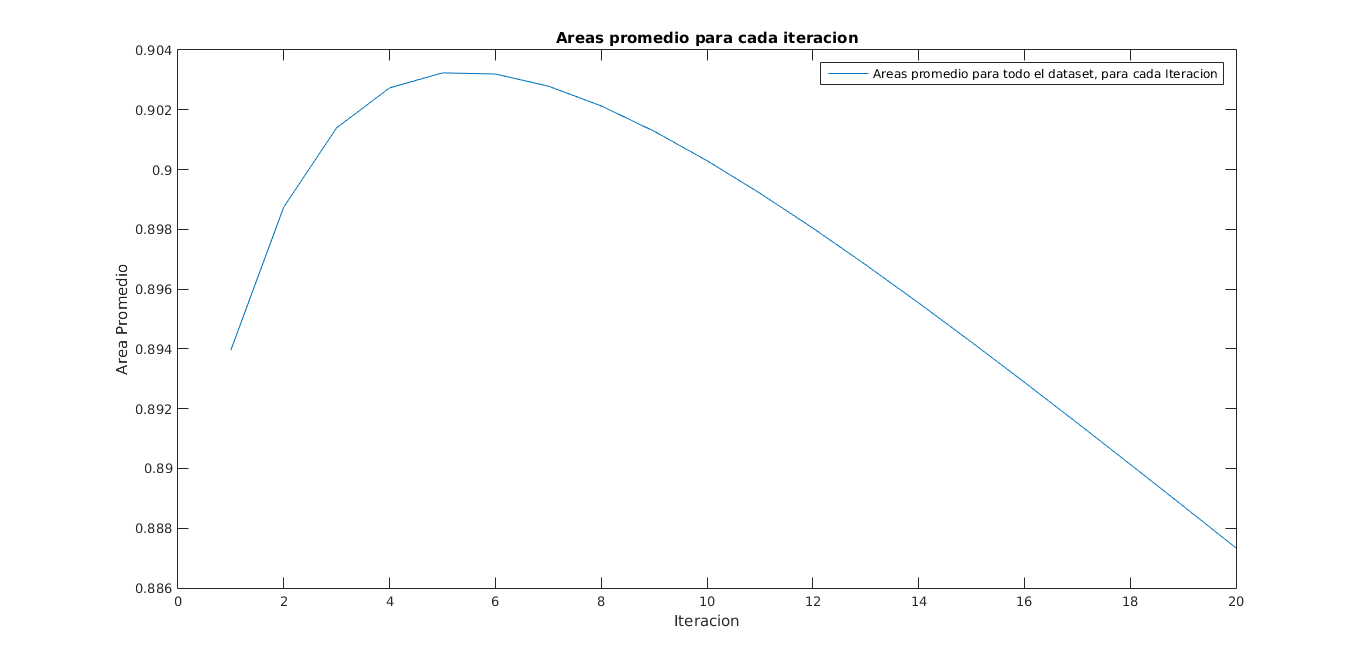 Areas promedio para cada iteracion
Areas promedio para todo el dataset, para cada Iteracion
Area Promedio
0.904
0.902
0.9
0.898
0.896
0.894
0.892
0.89
0.888
0.886
0 2 4 6 8 10 12 14 16 18 20
Iteracion